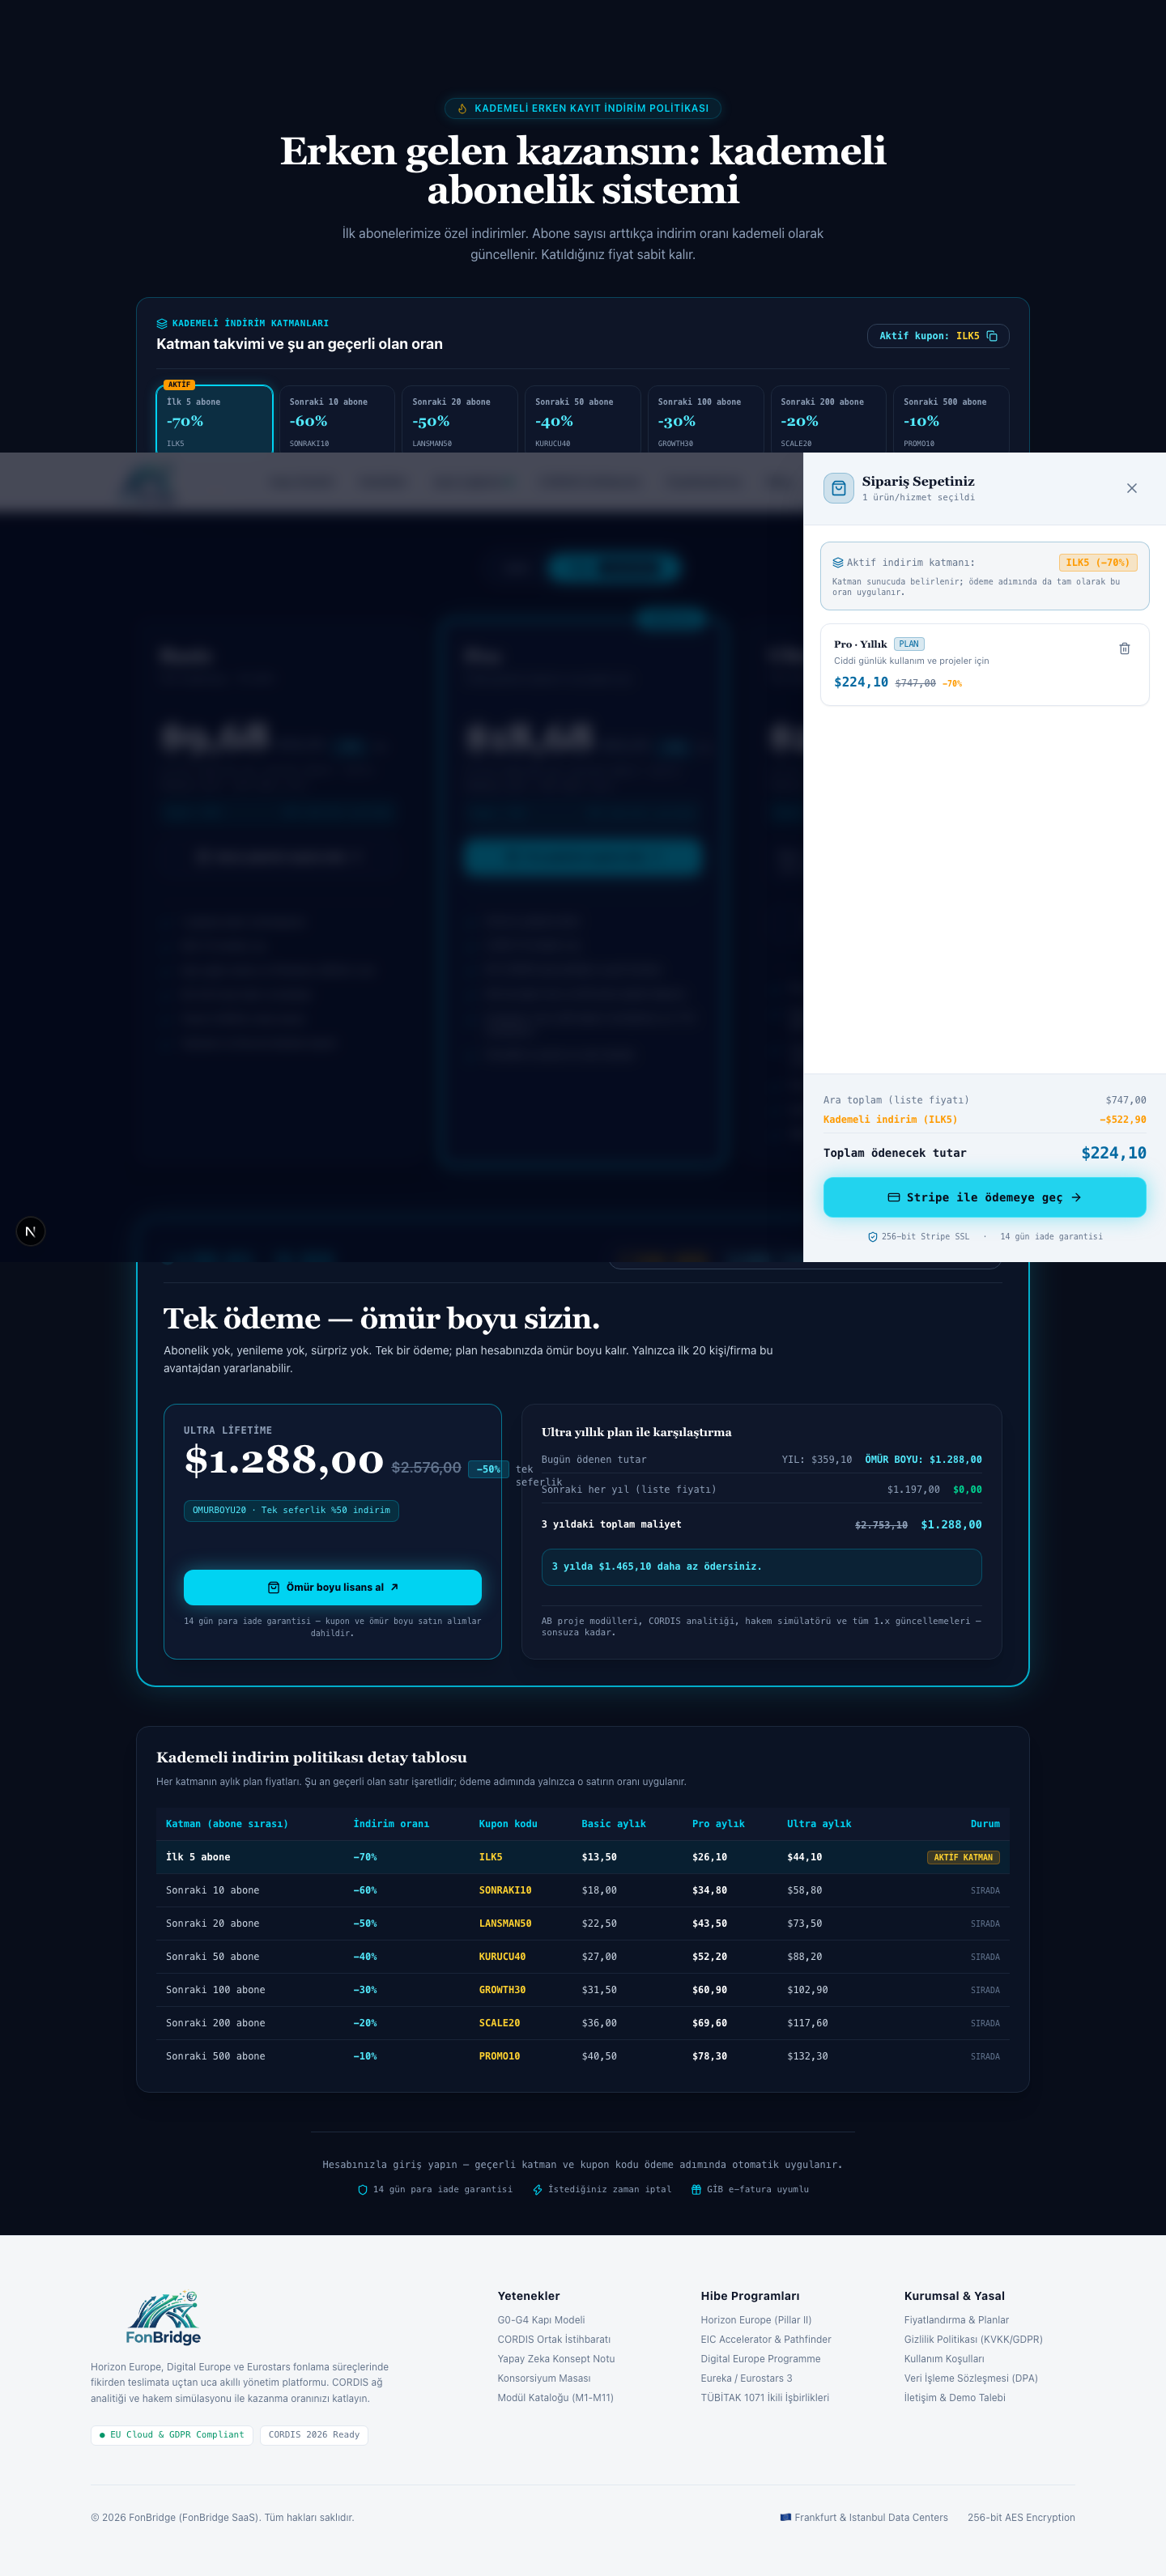 KADEMELİ ERKEN KAYIT İNDİRİM POLİTİKASI
Erken gelen kazansın: kademeli
abonelik sistemi
İlk abonelerimize özel indirimler. Abone sayısı arttıkça indirim oranı kademeli olarak
güncellenir. Katıldığınız fiyat sabit kalır.
KADEMELİ İNDİRİM KATMANLARI
Katman takvimi ve şu an geçerli olan oran
Aktif kupon: ILK5
AKTİF
İlk 5 abone
-70%
ILK5
Sonraki 10 abone
-60%
SONRAKI10
Sonraki 20 abone
-50%
LANSMAN50
Sonraki 50 abone
-40%
KURUCU40
Sonraki 100 abone
-30%
GROWTH30
Sonraki 200 abone
-20%
SCALE20
Sonraki 500 abone
-10%
PROMO10
Sipariş Sepetiniz
1 ürün/hizmet seçildi
Aktif indirim katmanı:
ILK5 (−70%)
Katman sunucuda belirlenir; ödeme adımında da tam olarak bu
oran uygulanır.
Pro · Yıllık PLAN
Ciddi günlük kullanım ve projeler için
$224,10 $747,00 −70%
Ara toplam (liste fiyatı) $747,00
Kademeli indirim (ILK5) −$522,90
Toplam ödenecek tutar $224,10
Stripe ile ödemeye geç →
256-bit Stripe SSL · 14 gün iade garantisi
N
Tek ödeme — ömür boyu sizin.
Abonelik yok, yenileme yok, sürpriz yok. Tek bir ödeme; plan hesabınızda ömür boyu kalır. Yalnızca ilk 20 kişi/firma bu
avantajdan yararlanabilir.
ULTRA LİFETİME
$1.288,00 $2.576,00 −50% tek
seferlik
OMURBOYU20 · Tek seferlik %50 indirim
Ömür boyu lisans al ↗
14 gün para iade garantisi — kupon ve ömür boyu satın alımlar
dahildir.
Ultra yıllık plan ile karşılaştırma
Bugün ödenen tutar YIL: $359,10 ÖMÜR BOYU: $1.288,00
Sonraki her yıl (liste fiyatı) $1.197,00 $0,00
3 yıldaki toplam maliyet $2.753,10 $1.288,00
3 yılda $1.465,10 daha az ödersiniz.
AB proje modülleri, CORDIS analitiği, hakem simülatörü ve tüm 1.x güncellemeleri —
sonsuza kadar.
Kademeli indirim politikası detay tablosu
Her katmanın aylık plan fiyatları. Şu an geçerli olan satır işaretlidir; ödeme adımında yalnızca o satırın oranı uygulanır.
Katman (abone sırası) İndirim oranı Kupon kodu Basic aylık Pro aylık Ultra aylık Durum
İlk 5 abone −70% ILK5 $13,50 $26,10 $44,10 AKTİF KATMAN
Sonraki 10 abone −60% SONRAKI10 $18,00 $34,80 $58,80 SIRADA
Sonraki 20 abone −50% LANSMAN50 $22,50 $43,50 $73,50 SIRADA
Sonraki 50 abone −40% KURUCU40 $27,00 $52,20 $88,20 SIRADA
Sonraki 100 abone −30% GROWTH30 $31,50 $60,90 $102,90 SIRADA
Sonraki 200 abone −20% SCALE20 $36,00 $69,60 $117,60 SIRADA
Sonraki 500 abone −10% PROMO10 $40,50 $78,30 $132,30 SIRADA
Hesabınızla giriş yapın — geçerli katman ve kupon kodu ödeme adımında otomatik uygulanır.
14 gün para iade garantisi İstediğiniz zaman iptal GİB e-fatura uyumlu
FonBridge
Horizon Europe, Digital Europe ve Eurostars fonlama süreçlerinde
fikirden teslimata uçtan uca akıllı yönetim platformu. CORDIS ağ
analitiği ve hakem simülasyonu ile kazanma oranınızı katlayın.
● EU Cloud & GDPR Compliant CORDIS 2026 Ready
Yetenekler
G0-G4 Kapı Modeli
CORDIS Ortak İstihbaratı
Yapay Zeka Konsept Notu
Konsorsiyum Masası
Modül Kataloğu (M1-M11)
Hibe Programları
Horizon Europe (Pillar II)
EIC Accelerator & Pathfinder
Digital Europe Programme
Eureka / Eurostars 3
TÜBİTAK 1071 İkili İşbirlikleri
Kurumsal & Yasal
Fiyatlandırma & Planlar
Gizlilik Politikası (KVKK/GDPR)
Kullanım Koşulları
Veri İşleme Sözleşmesi (DPA)
İletişim & Demo Talebi
© 2026 FonBridge (FonBridge SaaS). Tüm hakları saklıdır.
Frankfurt & Istanbul Data Centers 256-bit AES Encryption